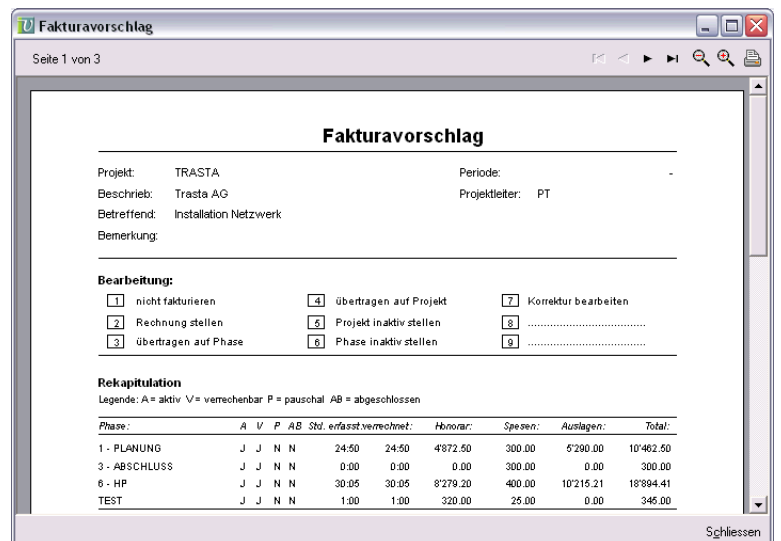 Fakturavorschlag
Seite 1 von 3
Fakturavorschlag
Projekt: TRASTA Periode: -
Beschrieb: Trasta AG Projektleiter: PT
Betreffend: Installation Netzwerk
Bemerkung:
Bearbeitung:
1 nicht fakturieren 4 übertragen auf Projekt 7 Korrektur bearbeiten
2 Rechnung stellen 5 Projekt inaktiv stellen 8 ....................................
3 übertragen auf Phase 6 Phase inaktiv stellen 9 ....................................
Rekapitulation
Legende: A = aktiv V = verrechenbar P = pauschal AB = abgeschlossen
Phase: A V P AB Std. erfasst: verrechnet: Honorar: Spesen: Auslagen: Total:
1 - PLANUNG J J N N 24:50 24:50 4'872.50 300.00 5'290.00 10'462.50
3 - ABSCHLUSS J J N N 0:00 0:00 0.00 300.00 0.00 300.00
6 - HP J J N N 30:05 30:05 8'279.20 400.00 10'215.21 18'894.41
TEST J J N N 1:00 1:00 320.00 25.00 0.00 345.00
Schliessen